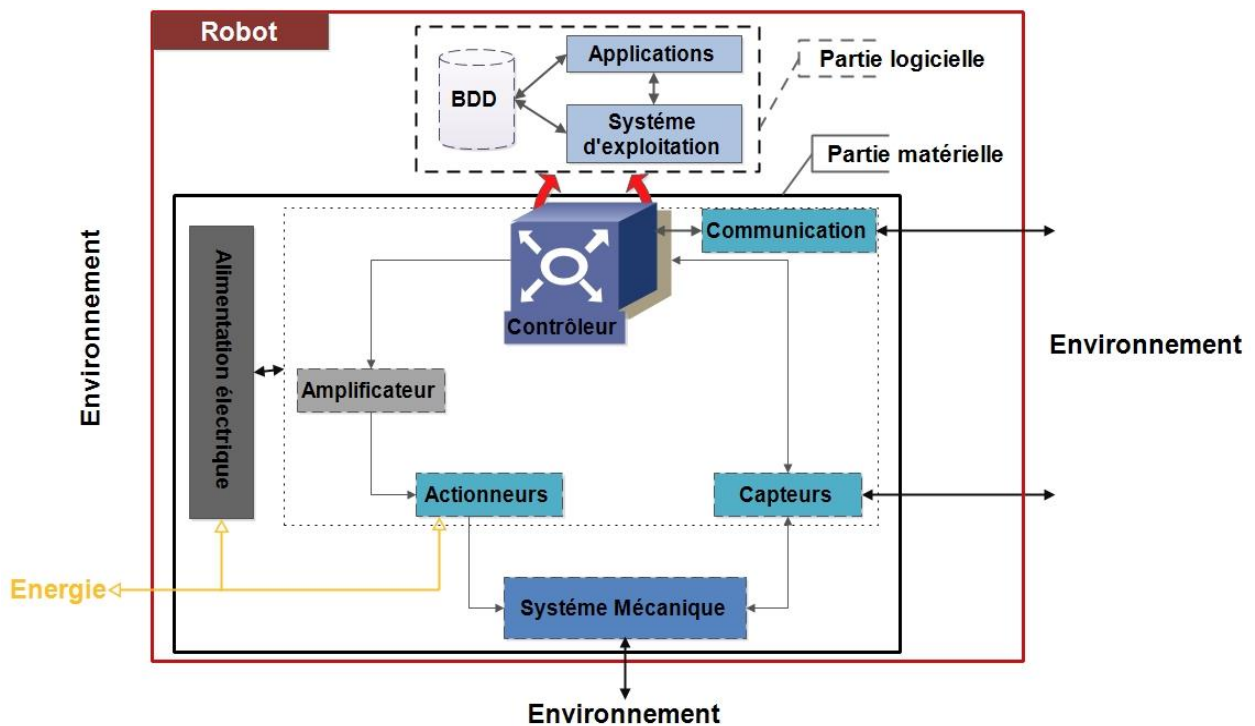 Robot
Applications
BDD
Systéme
d'exploitation
Partie logicielle
Partie matérielle
Environnement
Alimentation électrique
Communication
Contrôleur
Environnement
Amplificateur
Actionneurs
Capteurs
Energie
Systéme Mécanique
Environnement